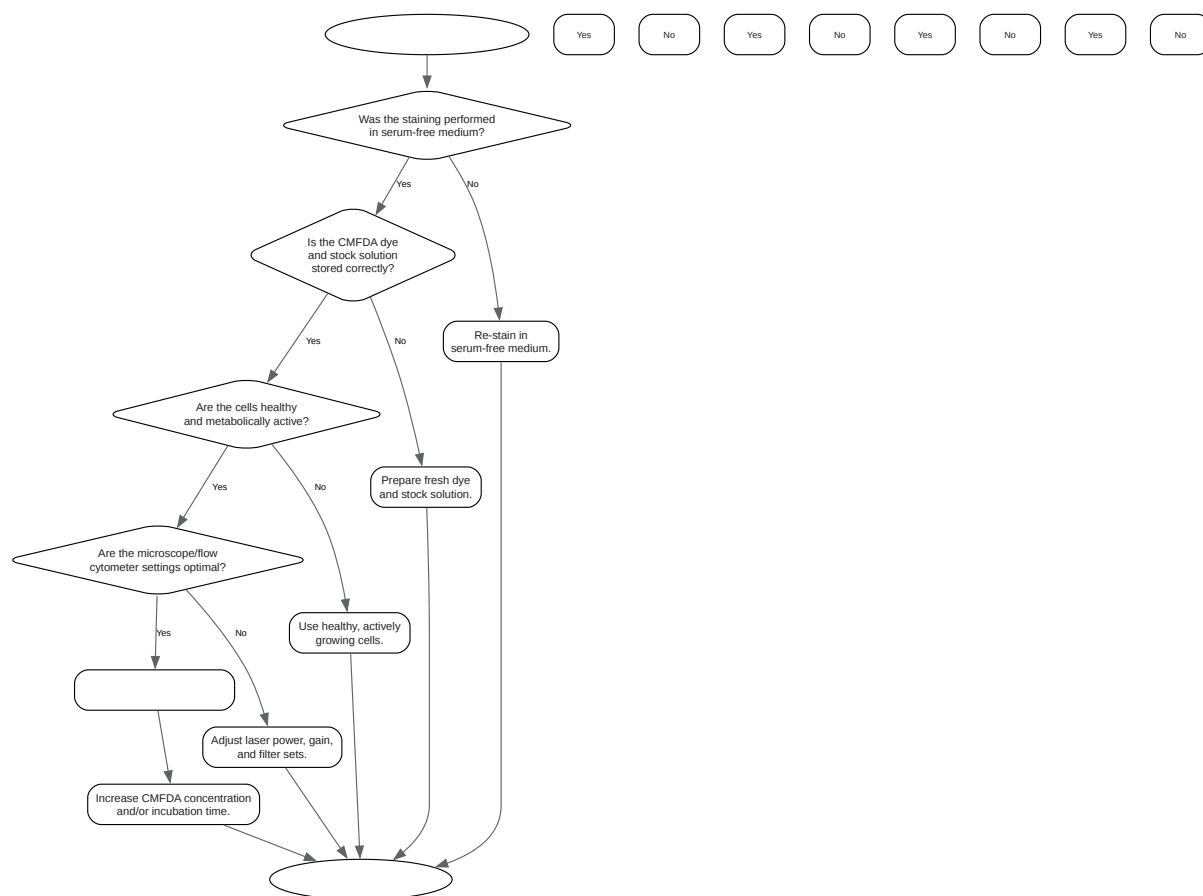 Yes
No
Yes
No
Yes
No
Yes
No
Was the staining performed
in serum-free medium?
Yes
No
Is the CMFDA dye
and stock solution
stored correctly?
Re-stain in
serum-free medium.
Yes
No
Are the cells healthy
and metabolically active?
Prepare fresh dye
and stock solution.
Yes
No
Are the microscope/flow
cytometer settings optimal?
Use healthy, actively
growing cells.
Yes
No
Adjust laser power, gain,
and filter sets.
Increase CMFDA concentration
and/or incubation time.